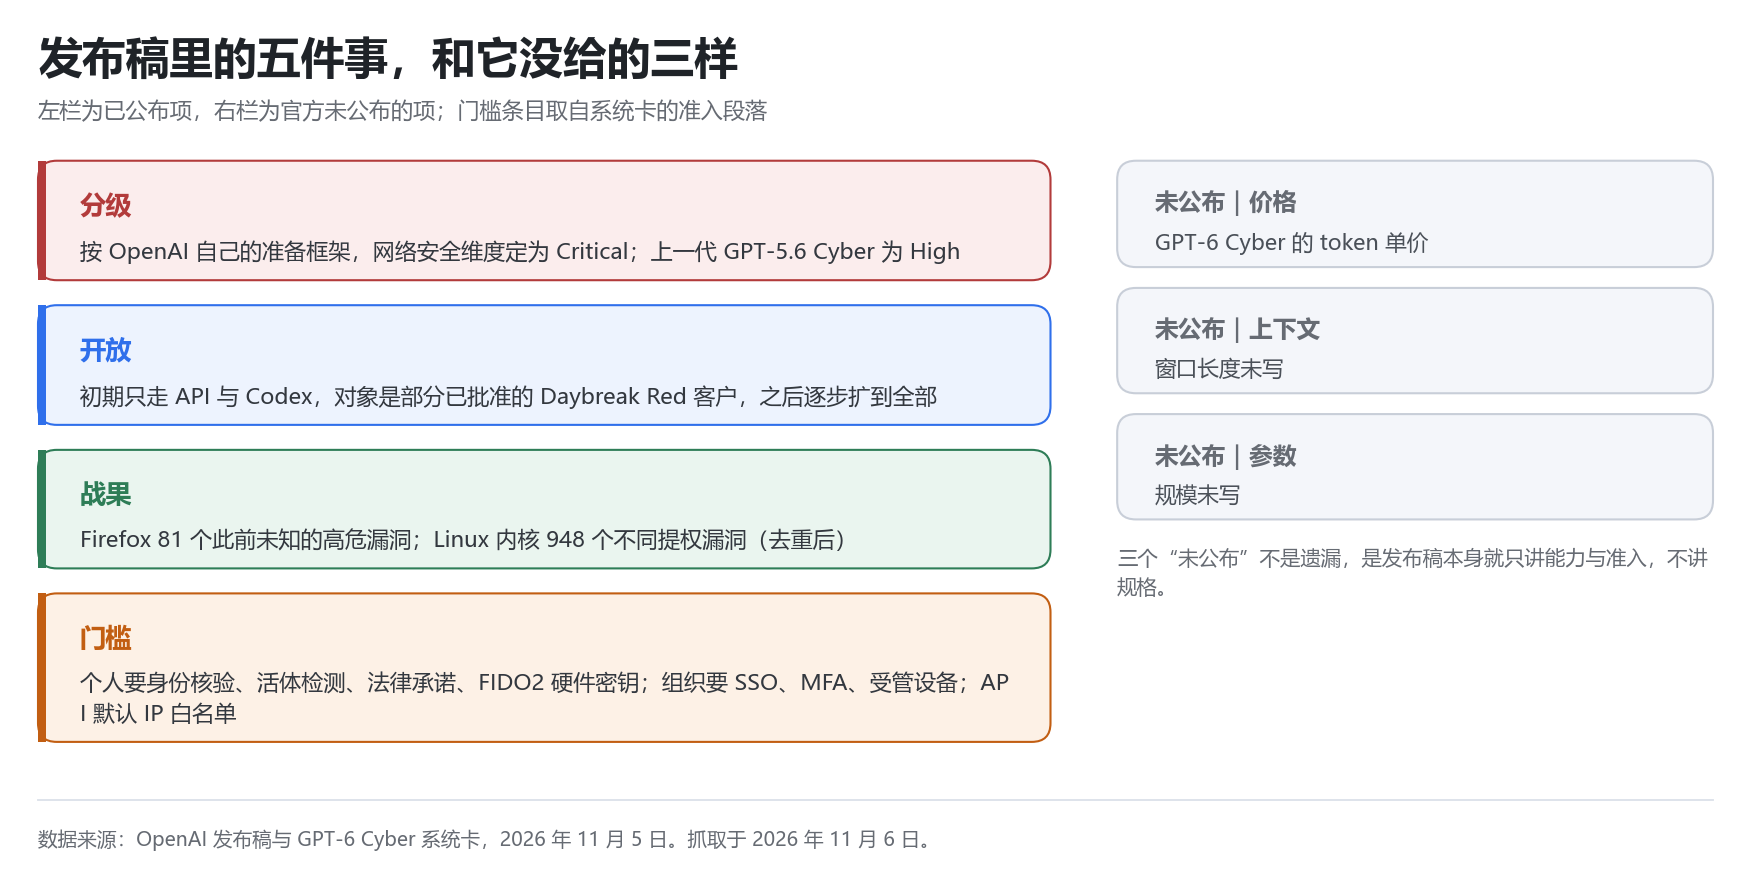 发布稿里的五件事，和它没给的三样
左栏为已公布项，右栏为官方未公布的项；门槛条目取自系统卡的准入段落
分级
按 OpenAI 自己的准备框架，网络安全维度定为 Critical；上一代 GPT-5.6 Cyber 为 High
开放
初期只走 API 与 Codex，对象是部分已批准的 Daybreak Red 客户，之后逐步扩到全部
战果
Firefox 81 个此前未知的高危漏洞；Linux 内核 948 个不同提权漏洞（去重后）
门槛
个人要身份核验、活体检测、法律承诺、FIDO2 硬件密钥；组织要 SSO、MFA、受管设备；AP
I 默认 IP 白名单
未公布｜价格
GPT-6 Cyber 的 token 单价
未公布｜上下文
窗口长度未写
未公布｜参数
规模未写
三个“未公布”不是遗漏，是发布稿本身就只讲能力与准入，不讲
规格。
数据来源：OpenAI 发布稿与 GPT-6 Cyber 系统卡，2026 年 11 月 5 日。抓取于 2026 年 11 月 6 日。